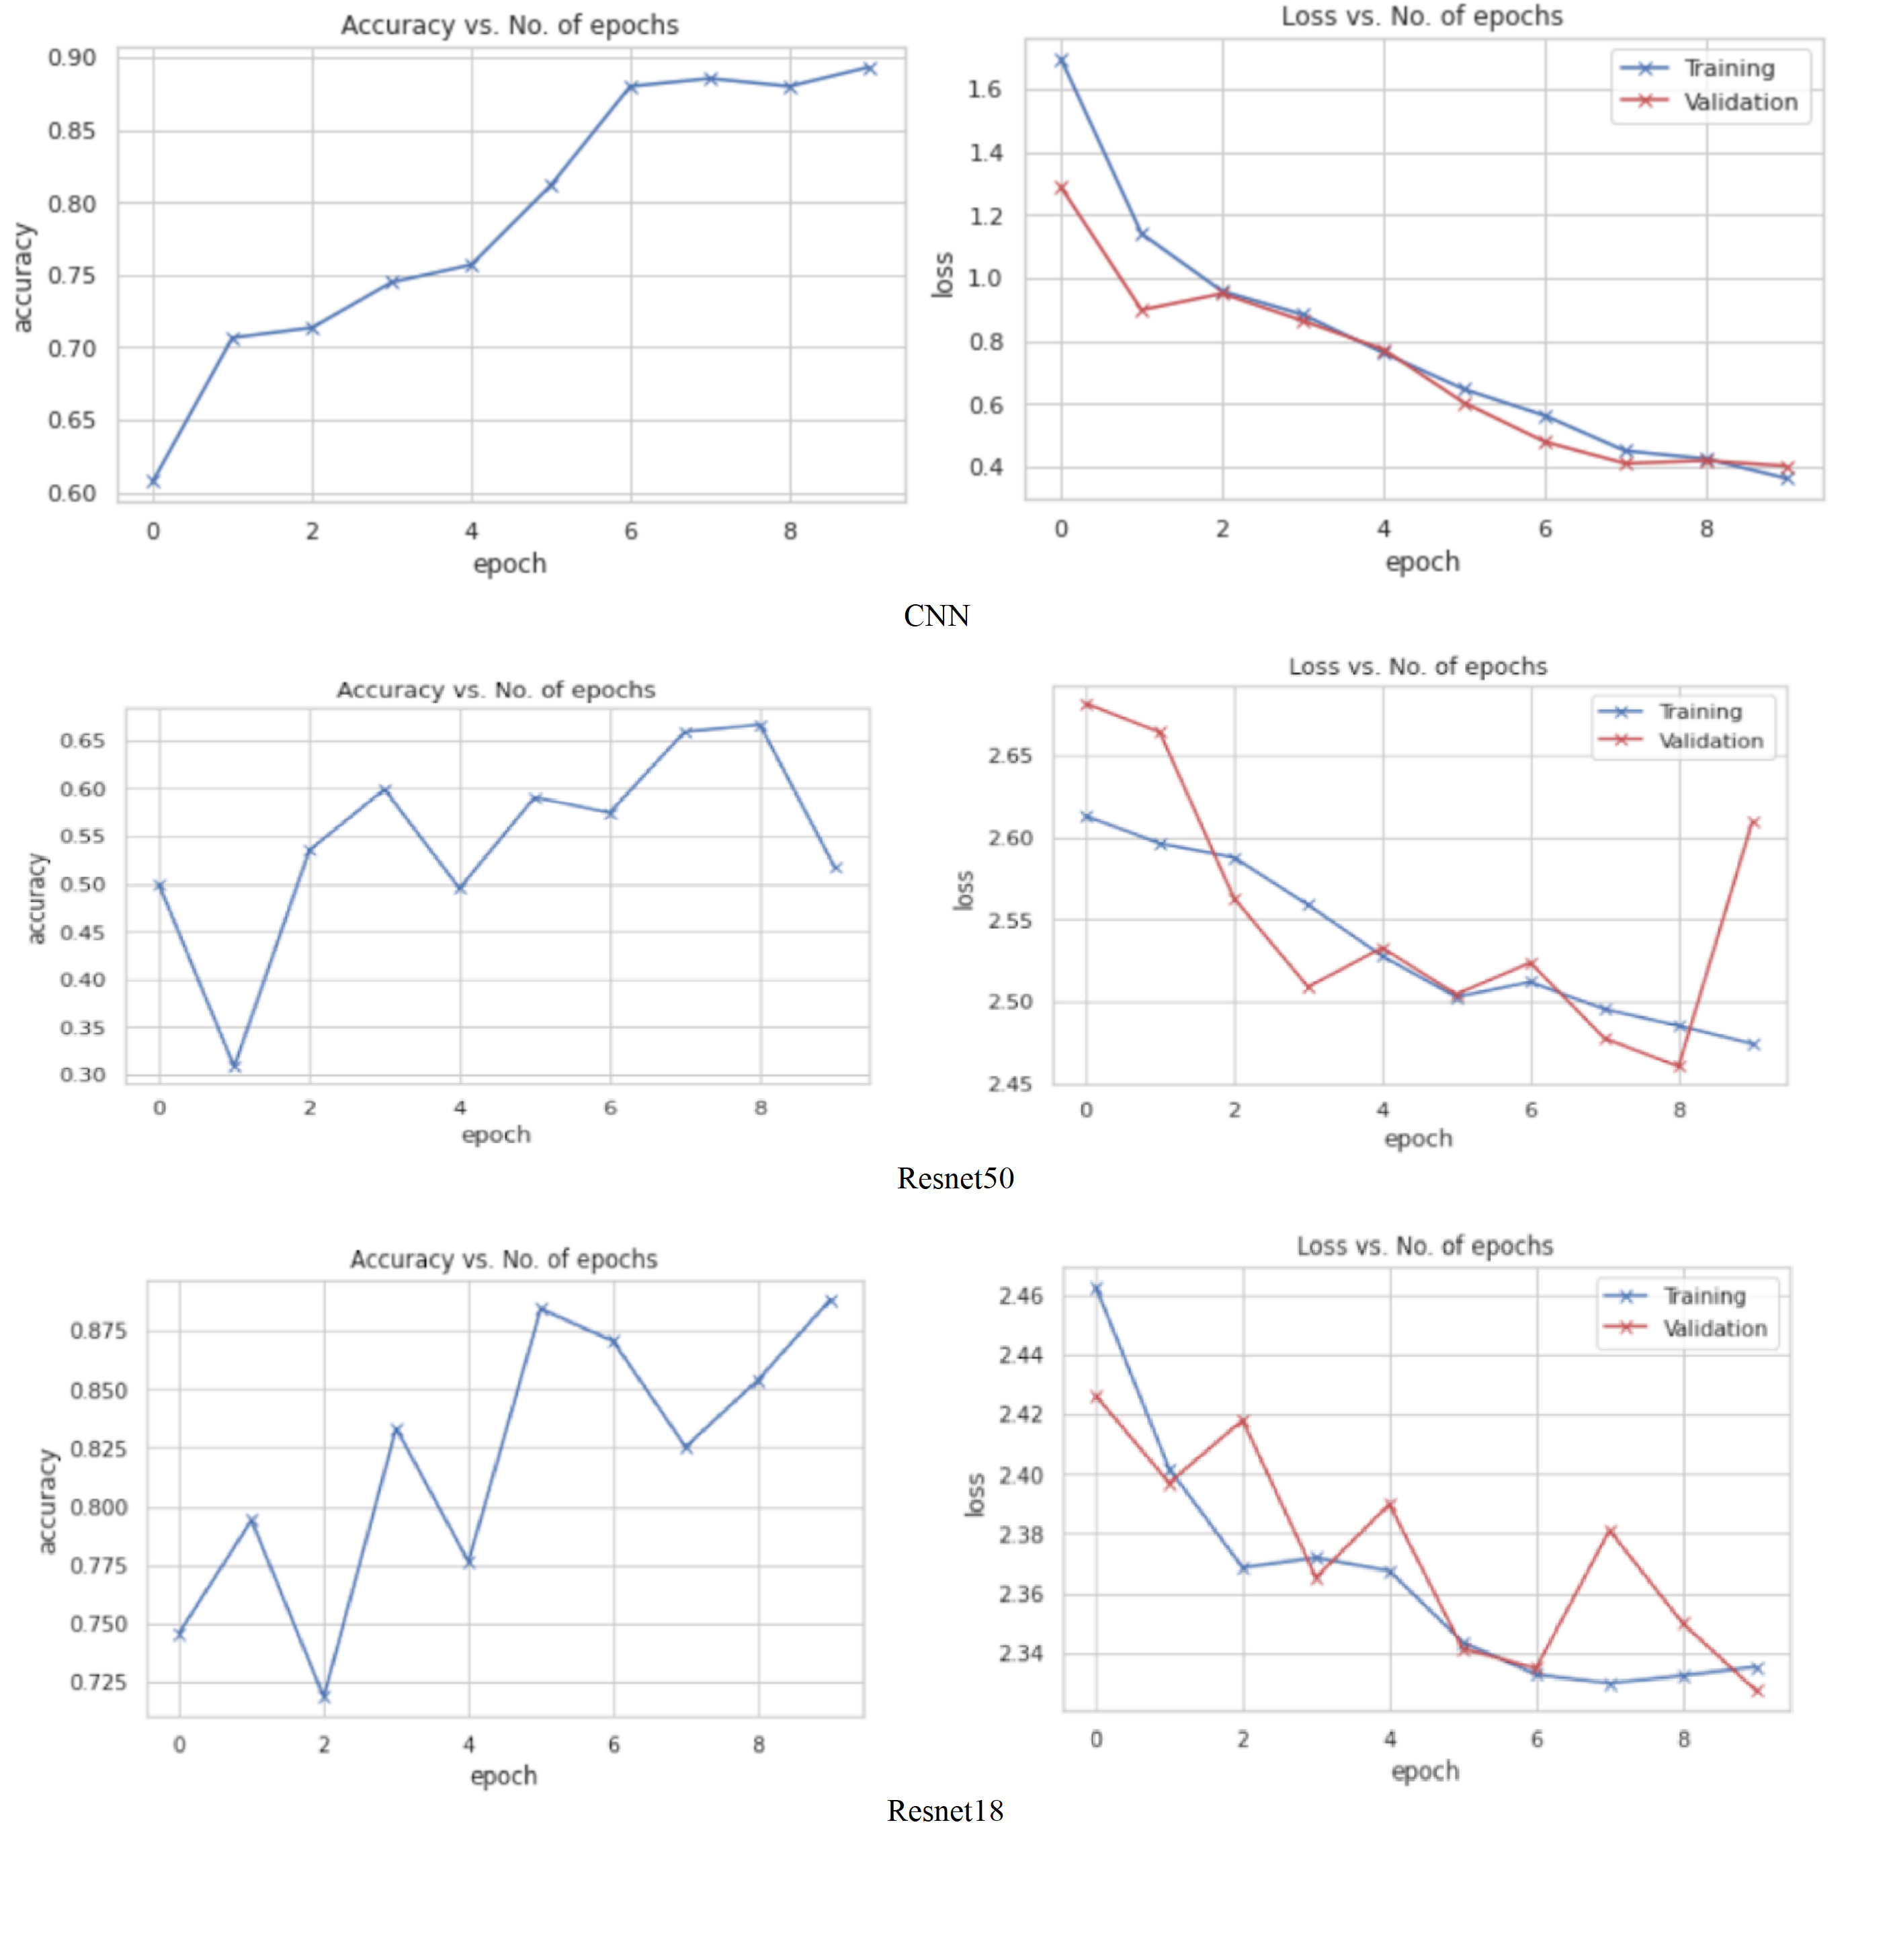 Accuracy vs. No. of epochs
0.90
0.85
0.80
0.75
0.70
0.65
0.60
accuracy
0 2 4 6 8
epoch
Loss vs. No. of epochs
Training
Validation
1.6
1.4
1.2
1.0
0.8
0.6
0.4
loss
0 2 4 6 8
epoch
CNN
Accuracy vs. No. of epochs
0.65
0.60
0.55
0.50
0.45
0.40
0.35
0.30
accuracy
0 2 4 6 8
epoch
Loss vs. No. of epochs
Training
Validation
2.65
2.60
2.55
2.50
2.45
loss
0 2 4 6 8
epoch
Resnet50
Accuracy vs. No. of epochs
0.875
0.850
0.825
0.800
0.775
0.750
0.725
accuracy
0 2 4 6 8
epoch
Loss vs. No. of epochs
Training
Validation
2.46
2.44
2.42
2.40
2.38
2.36
2.34
loss
0 2 4 6 8
epoch
Resnet18